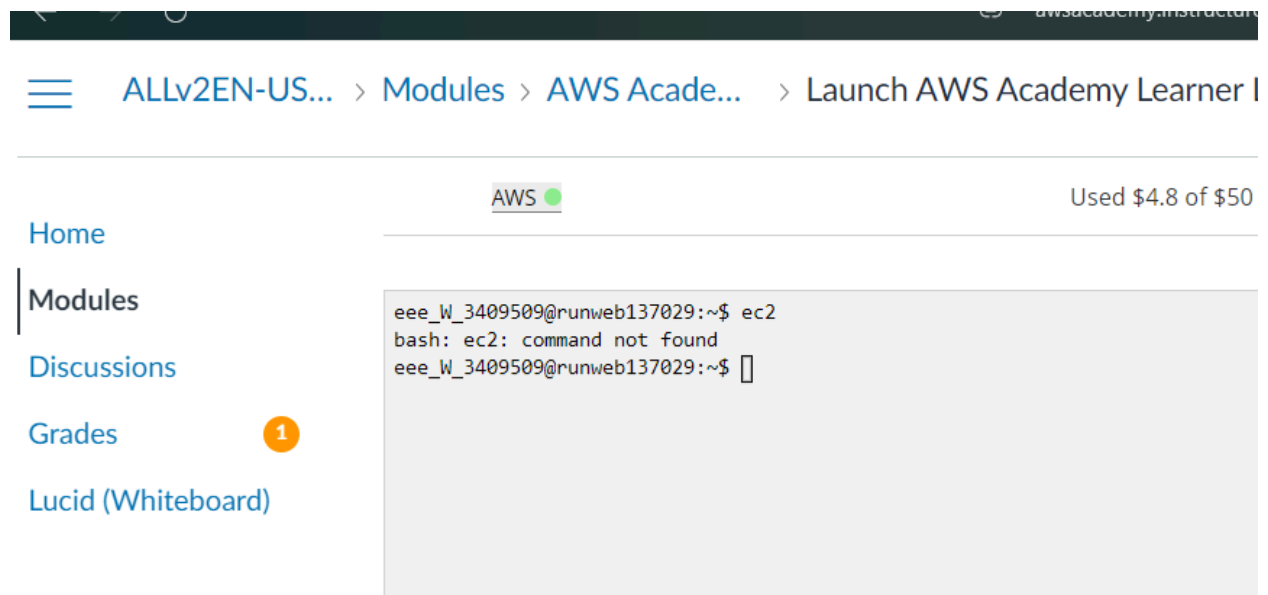 ALLv2EN-US... > Modules > AWS Acade... > Launch AWS Academy Learner
AWS
Used $4.8 of $50
Home
Modules
Discussions
Grades 1
Lucid (Whiteboard)
eee_W_3409509@runweb137029:~$ ec2
bash: ec2: command not found
eee_W_3409509@runweb137029:~$